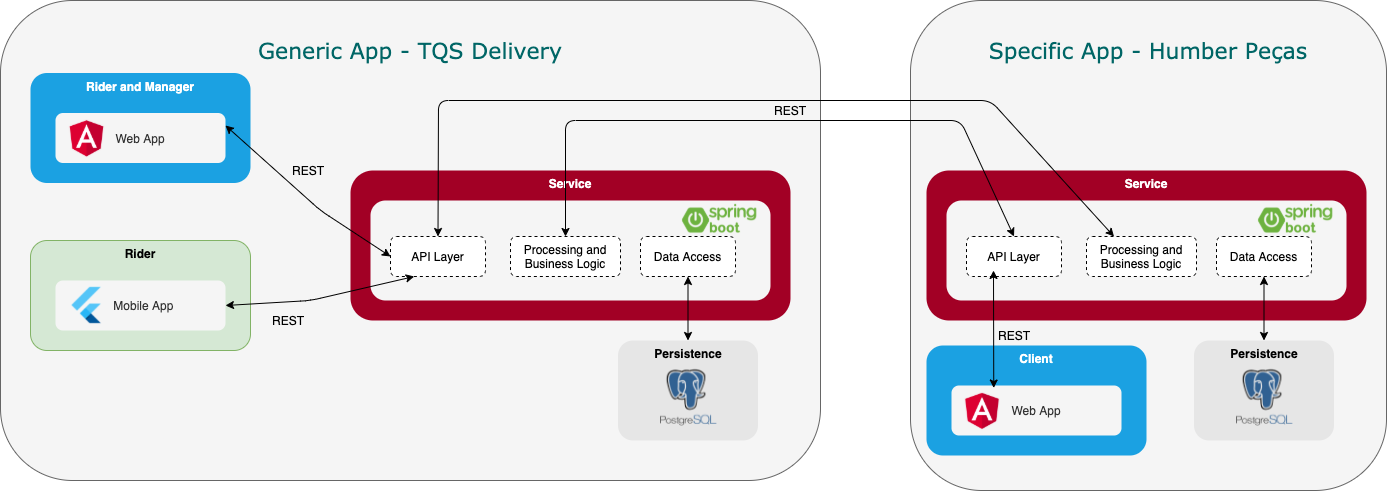 Generic App - TQS Delivery
Rider and Manager
Web App
REST
Rider
Mobile App
REST
Service
spring
boot
API Layer
Processing and
Business Logic
Data Access
Persistence
PostgreSQL
REST
Specific App - Humber Peças
Service
spring
boot
API Layer
Processing and
Business Logic
Data Access
REST
Client
Web App
Persistence
PostgreSQL